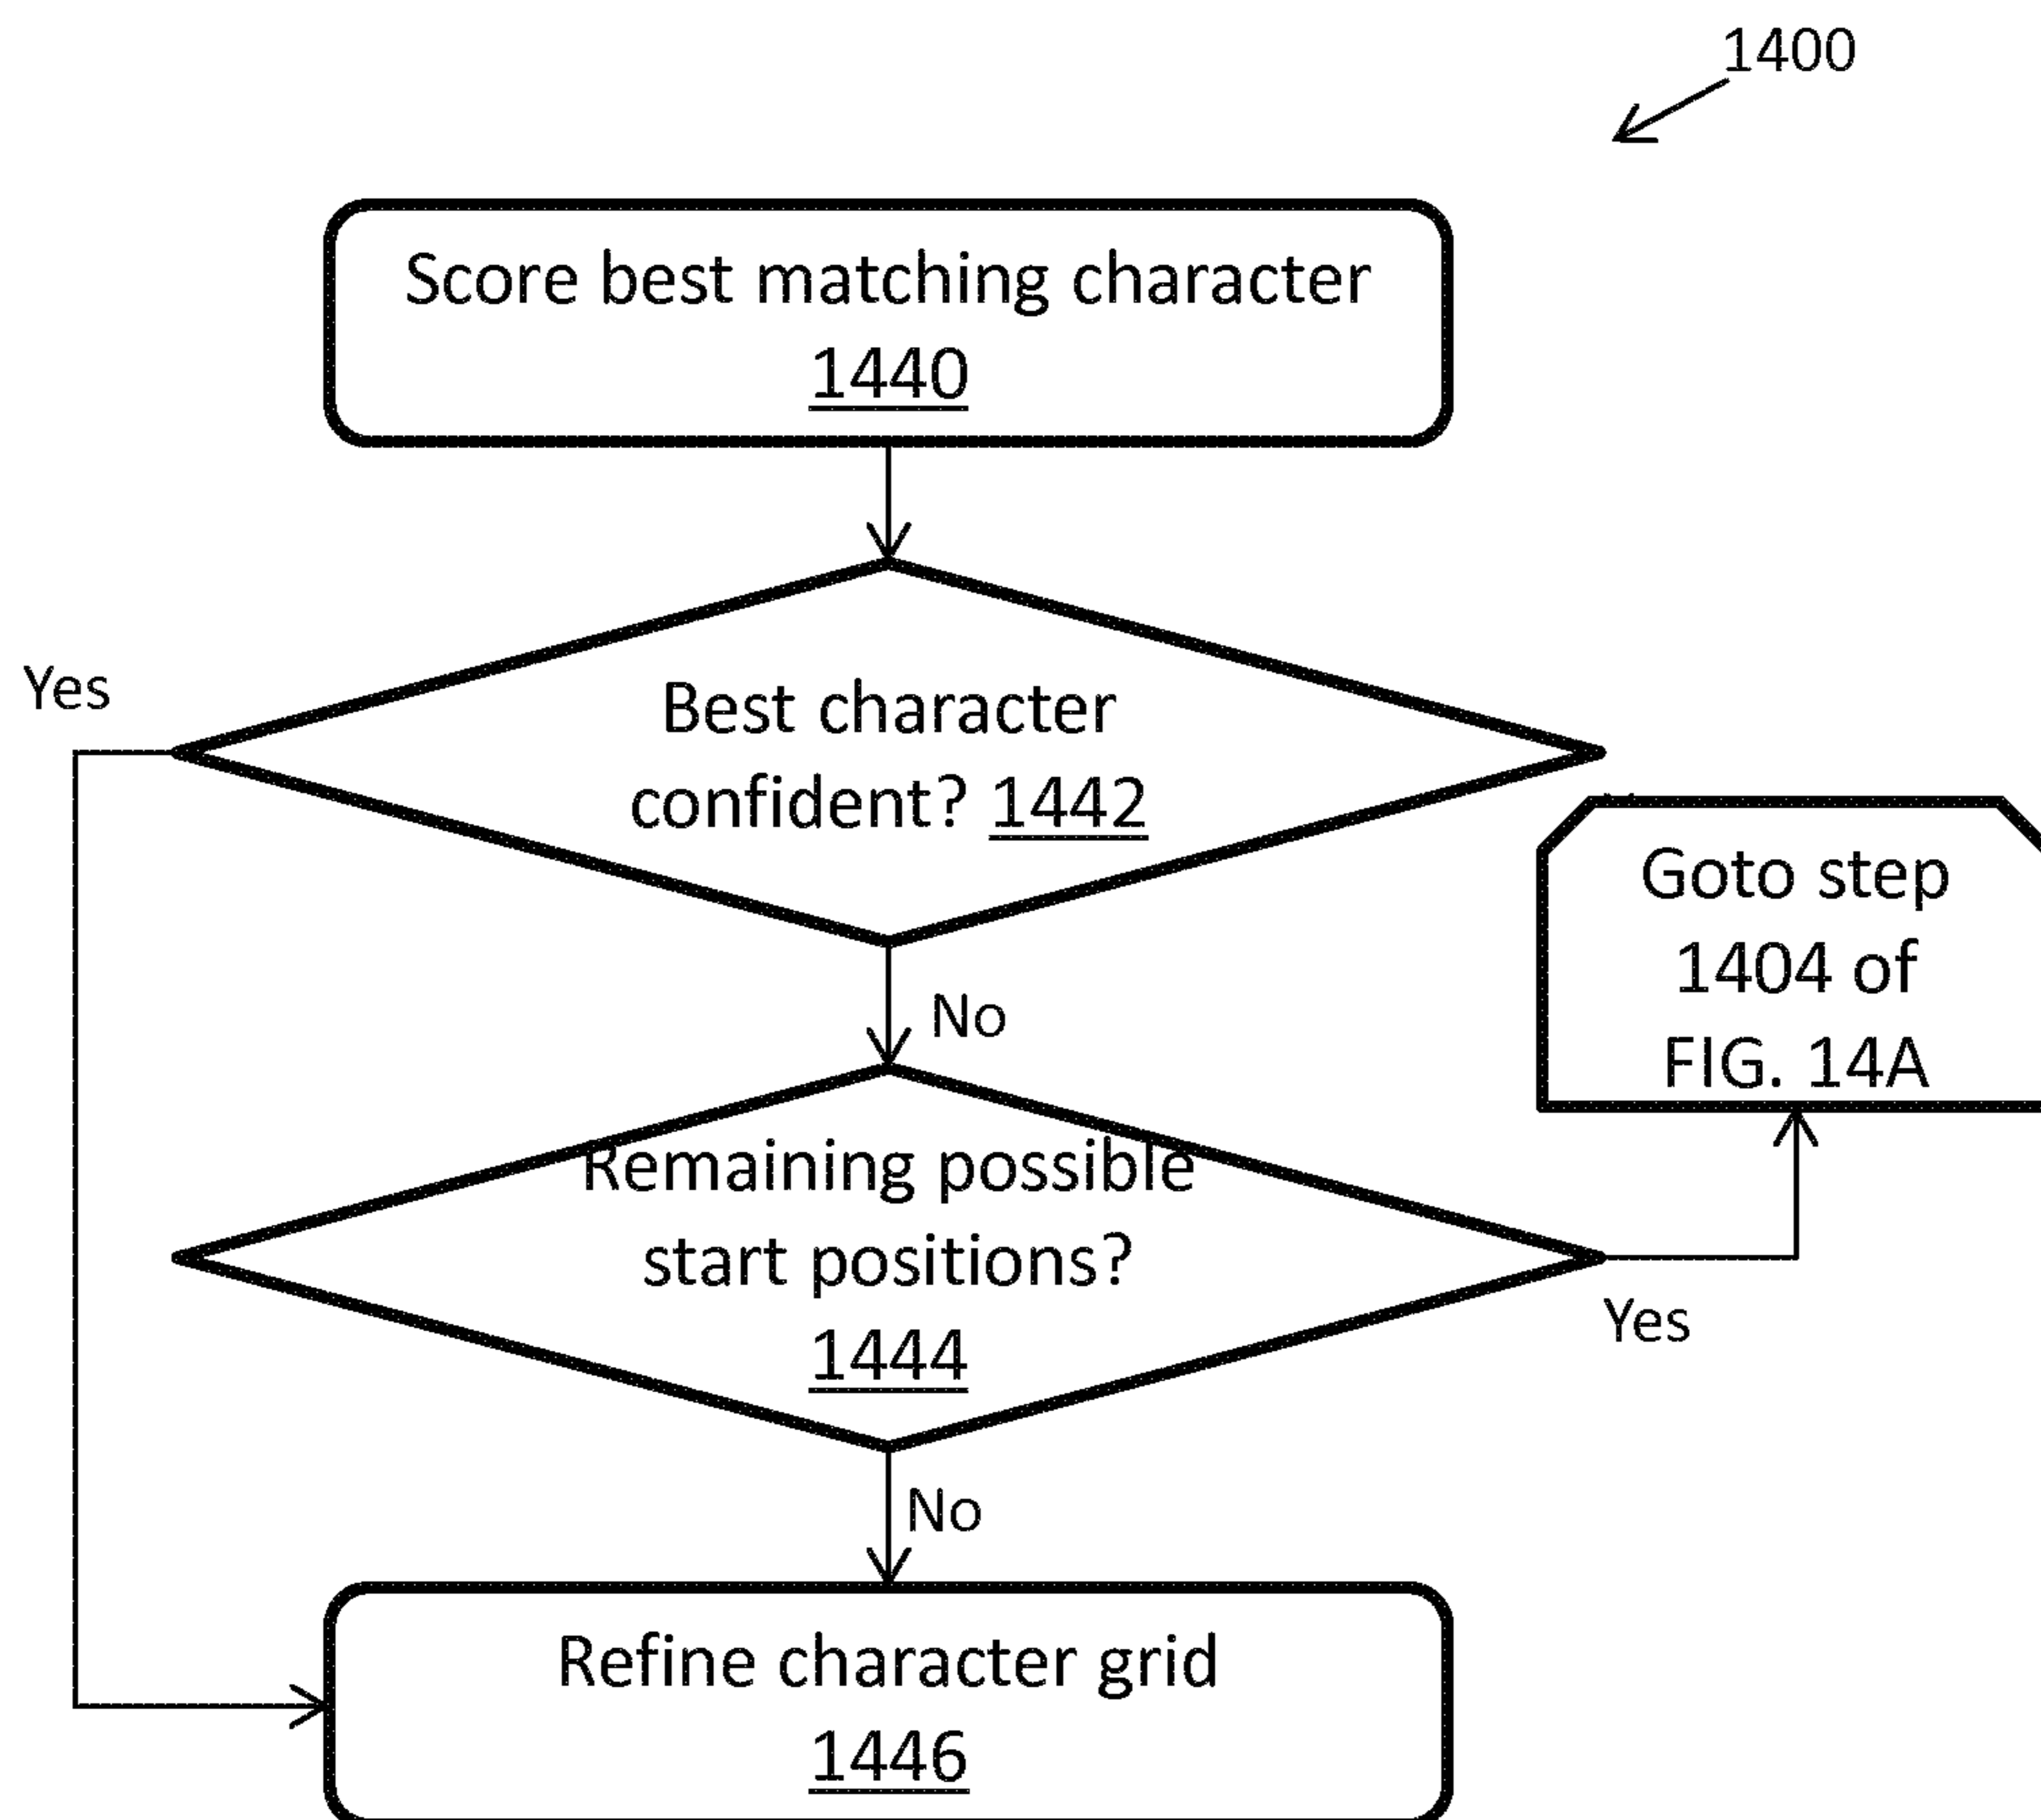 1400
Score best matching character
1440
Yes
Best character
confident? 1442
Goto step
1404 of
FIG. 14A
No
Remaining possible
start positions?
1444
Yes
No
Refine character grid
1446